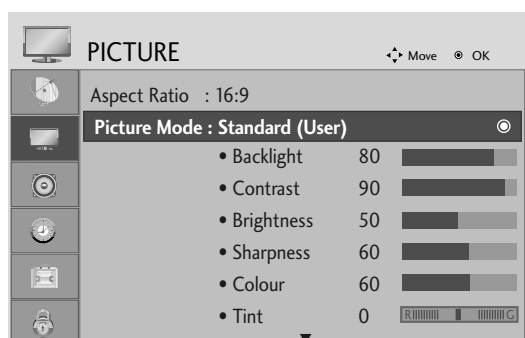 PICTURE Move OK
Aspect Ratio : 16:9
Picture Mode : Standard (User)
• Backlight 80
• Contrast 90
• Brightness 50
• Sharpness 60
• Colour 60
• Tint 0 R G